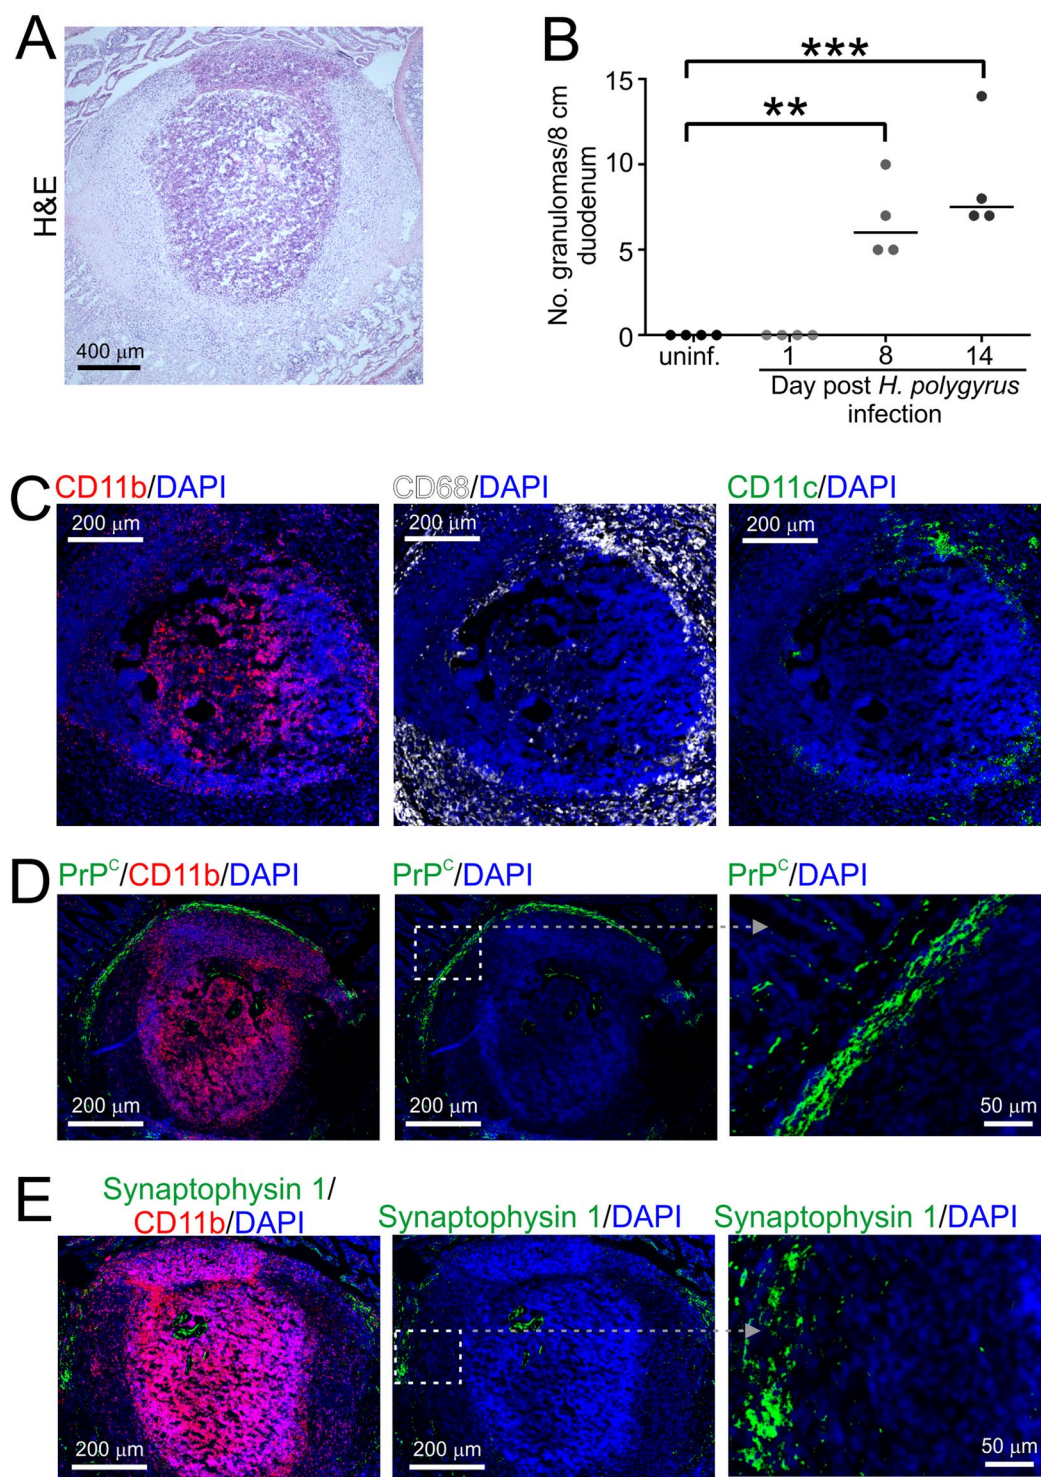 A
H&E
400 μm
B
***
**
No. granulomas/8 cm
duodenum
15
10
5
0
uninf.
1
8
14
Day post H. polygyrus
infection
C
CD11b/DAPI
CD68/DAPI
CD11c/DAPI
200 μm
200 μm
200 μm
D
PrPᶜ/CD11b/DAPI
PrPᶜ/DAPI
PrPᶜ/DAPI
200 μm
200 μm
50 μm
E
Synaptophysin 1/
CD11b/DAPI
Synaptophysin 1/DAPI
Synaptophysin 1/DAPI
200 μm
200 μm
50 μm